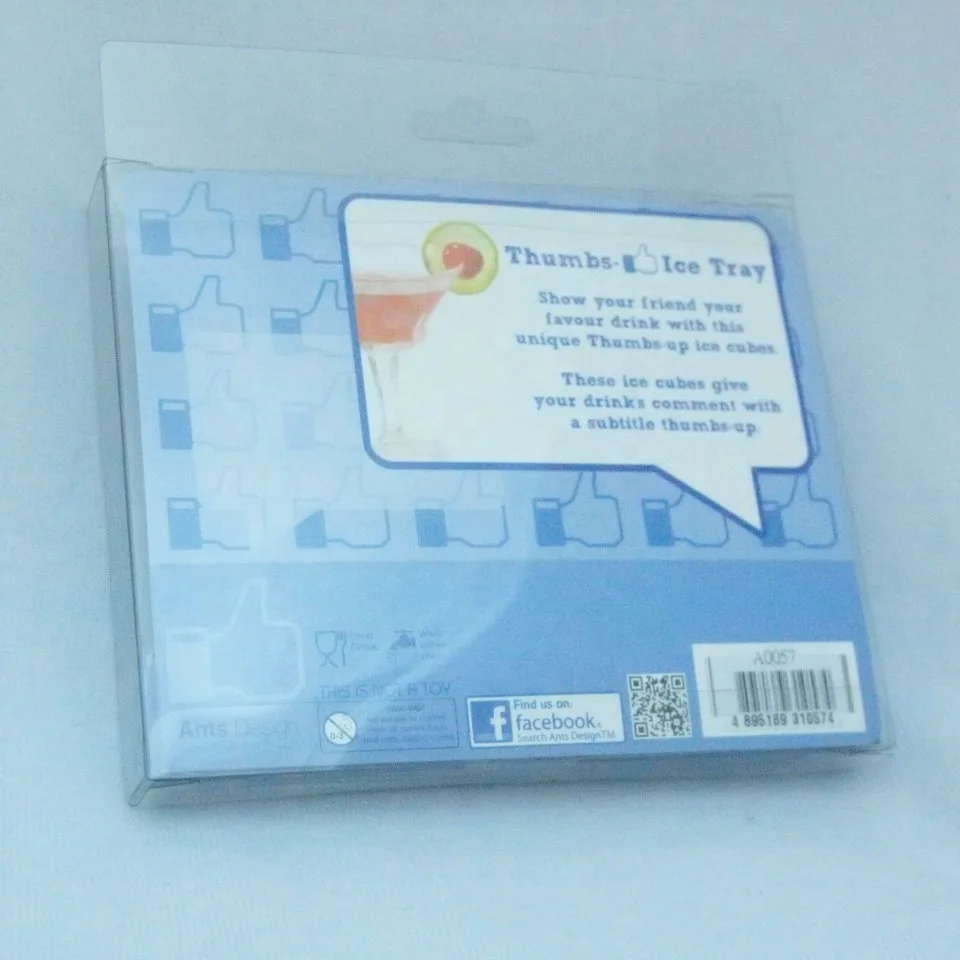 Thumbs- Ice Tray
Show your friend your
favour drink with this
unique Thumbs-up ice cubes.
These ice cubes give
your drinks comment with
a subtitle thumbs-up.
THIS IS NOT A TOY
0-3
Ants Design
Find us on:
facebook
Search Ants Design™
A0057
4 895169 310574